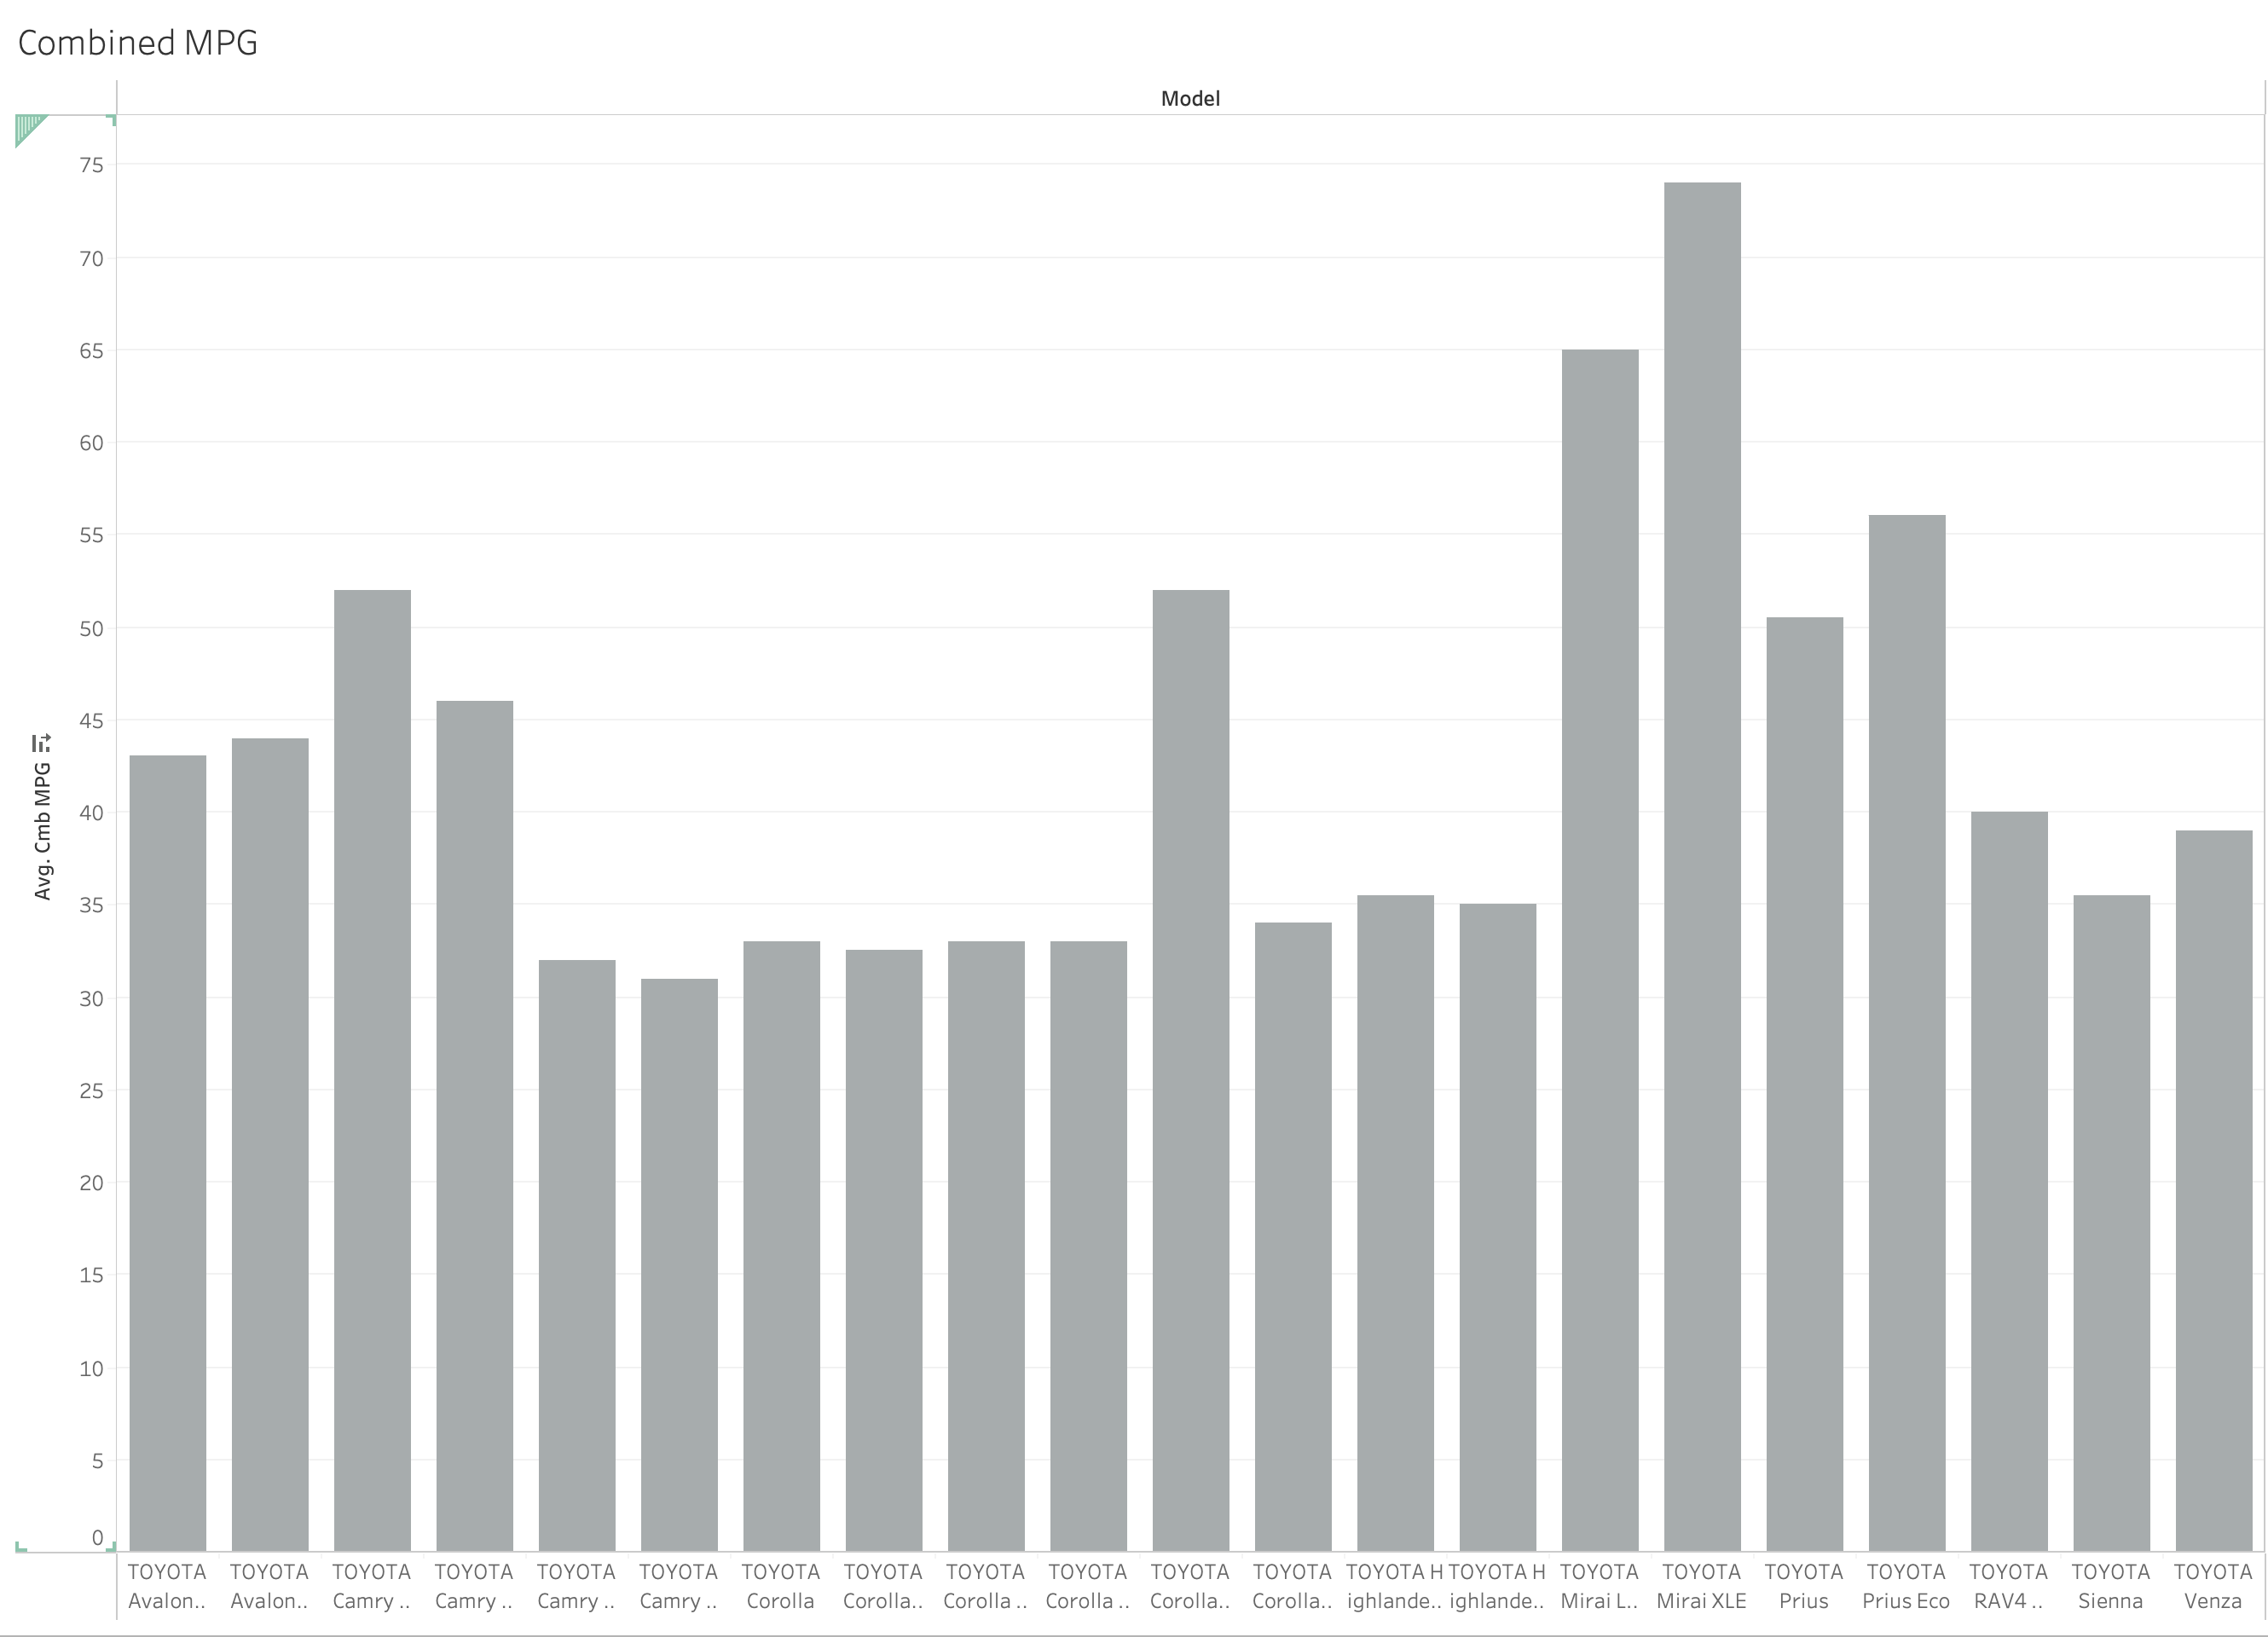 Combined MPG
Model
75
70
65
60
55
50
45
40
35
30
25
20
15
10
5
0
Avg. Cmb MPG
TOYOTA Avalon..
TOYOTA Avalon..
TOYOTA Camry ..
TOYOTA Camry ..
TOYOTA Camry ..
TOYOTA Camry ..
TOYOTA Corolla
TOYOTA Corolla..
TOYOTA Corolla ..
TOYOTA Corolla ..
TOYOTA Corolla..
TOYOTA Corolla..
TOYOTA H ighlande..
TOYOTA H ighlande..
TOYOTA Mirai L..
TOYOTA Mirai XLE
TOYOTA Prius
TOYOTA Prius Eco
TOYOTA RAV4 ..
TOYOTA Sienna
TOYOTA Venza